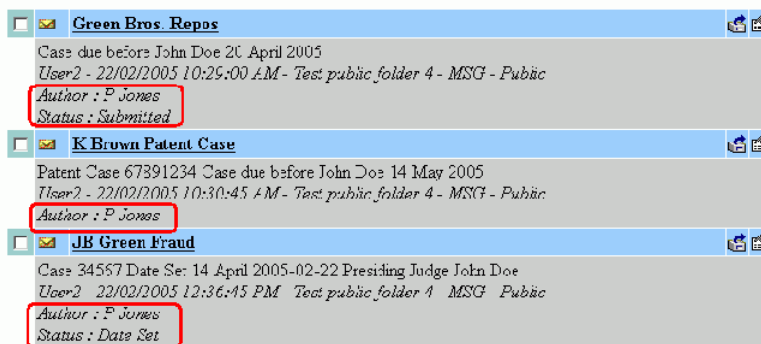 Green Bros. Repos
Case due before John Doe 20 April 2005
User2 - 22/02/2005 10:29:00 AM - Test public folder 4 - MSG - Public
Author : P Jones
Status : Submitted
K Brown Patent Case
Patent Case 67891234 Case due before John Doe 14 May 2005
User2 - 22/02/2005 10:30:45 AM - Test public folder 4 - MSG - Public
Author : P Jones
JB Green Fraud
Case 34567 Date Set 14 April 2005-02-22 Presiding Judge John Doe
User2 - 22/02/2005 12:36:45 PM - Test public folder 4 - MSG - Public
Author : P Jones
Status : Date Set